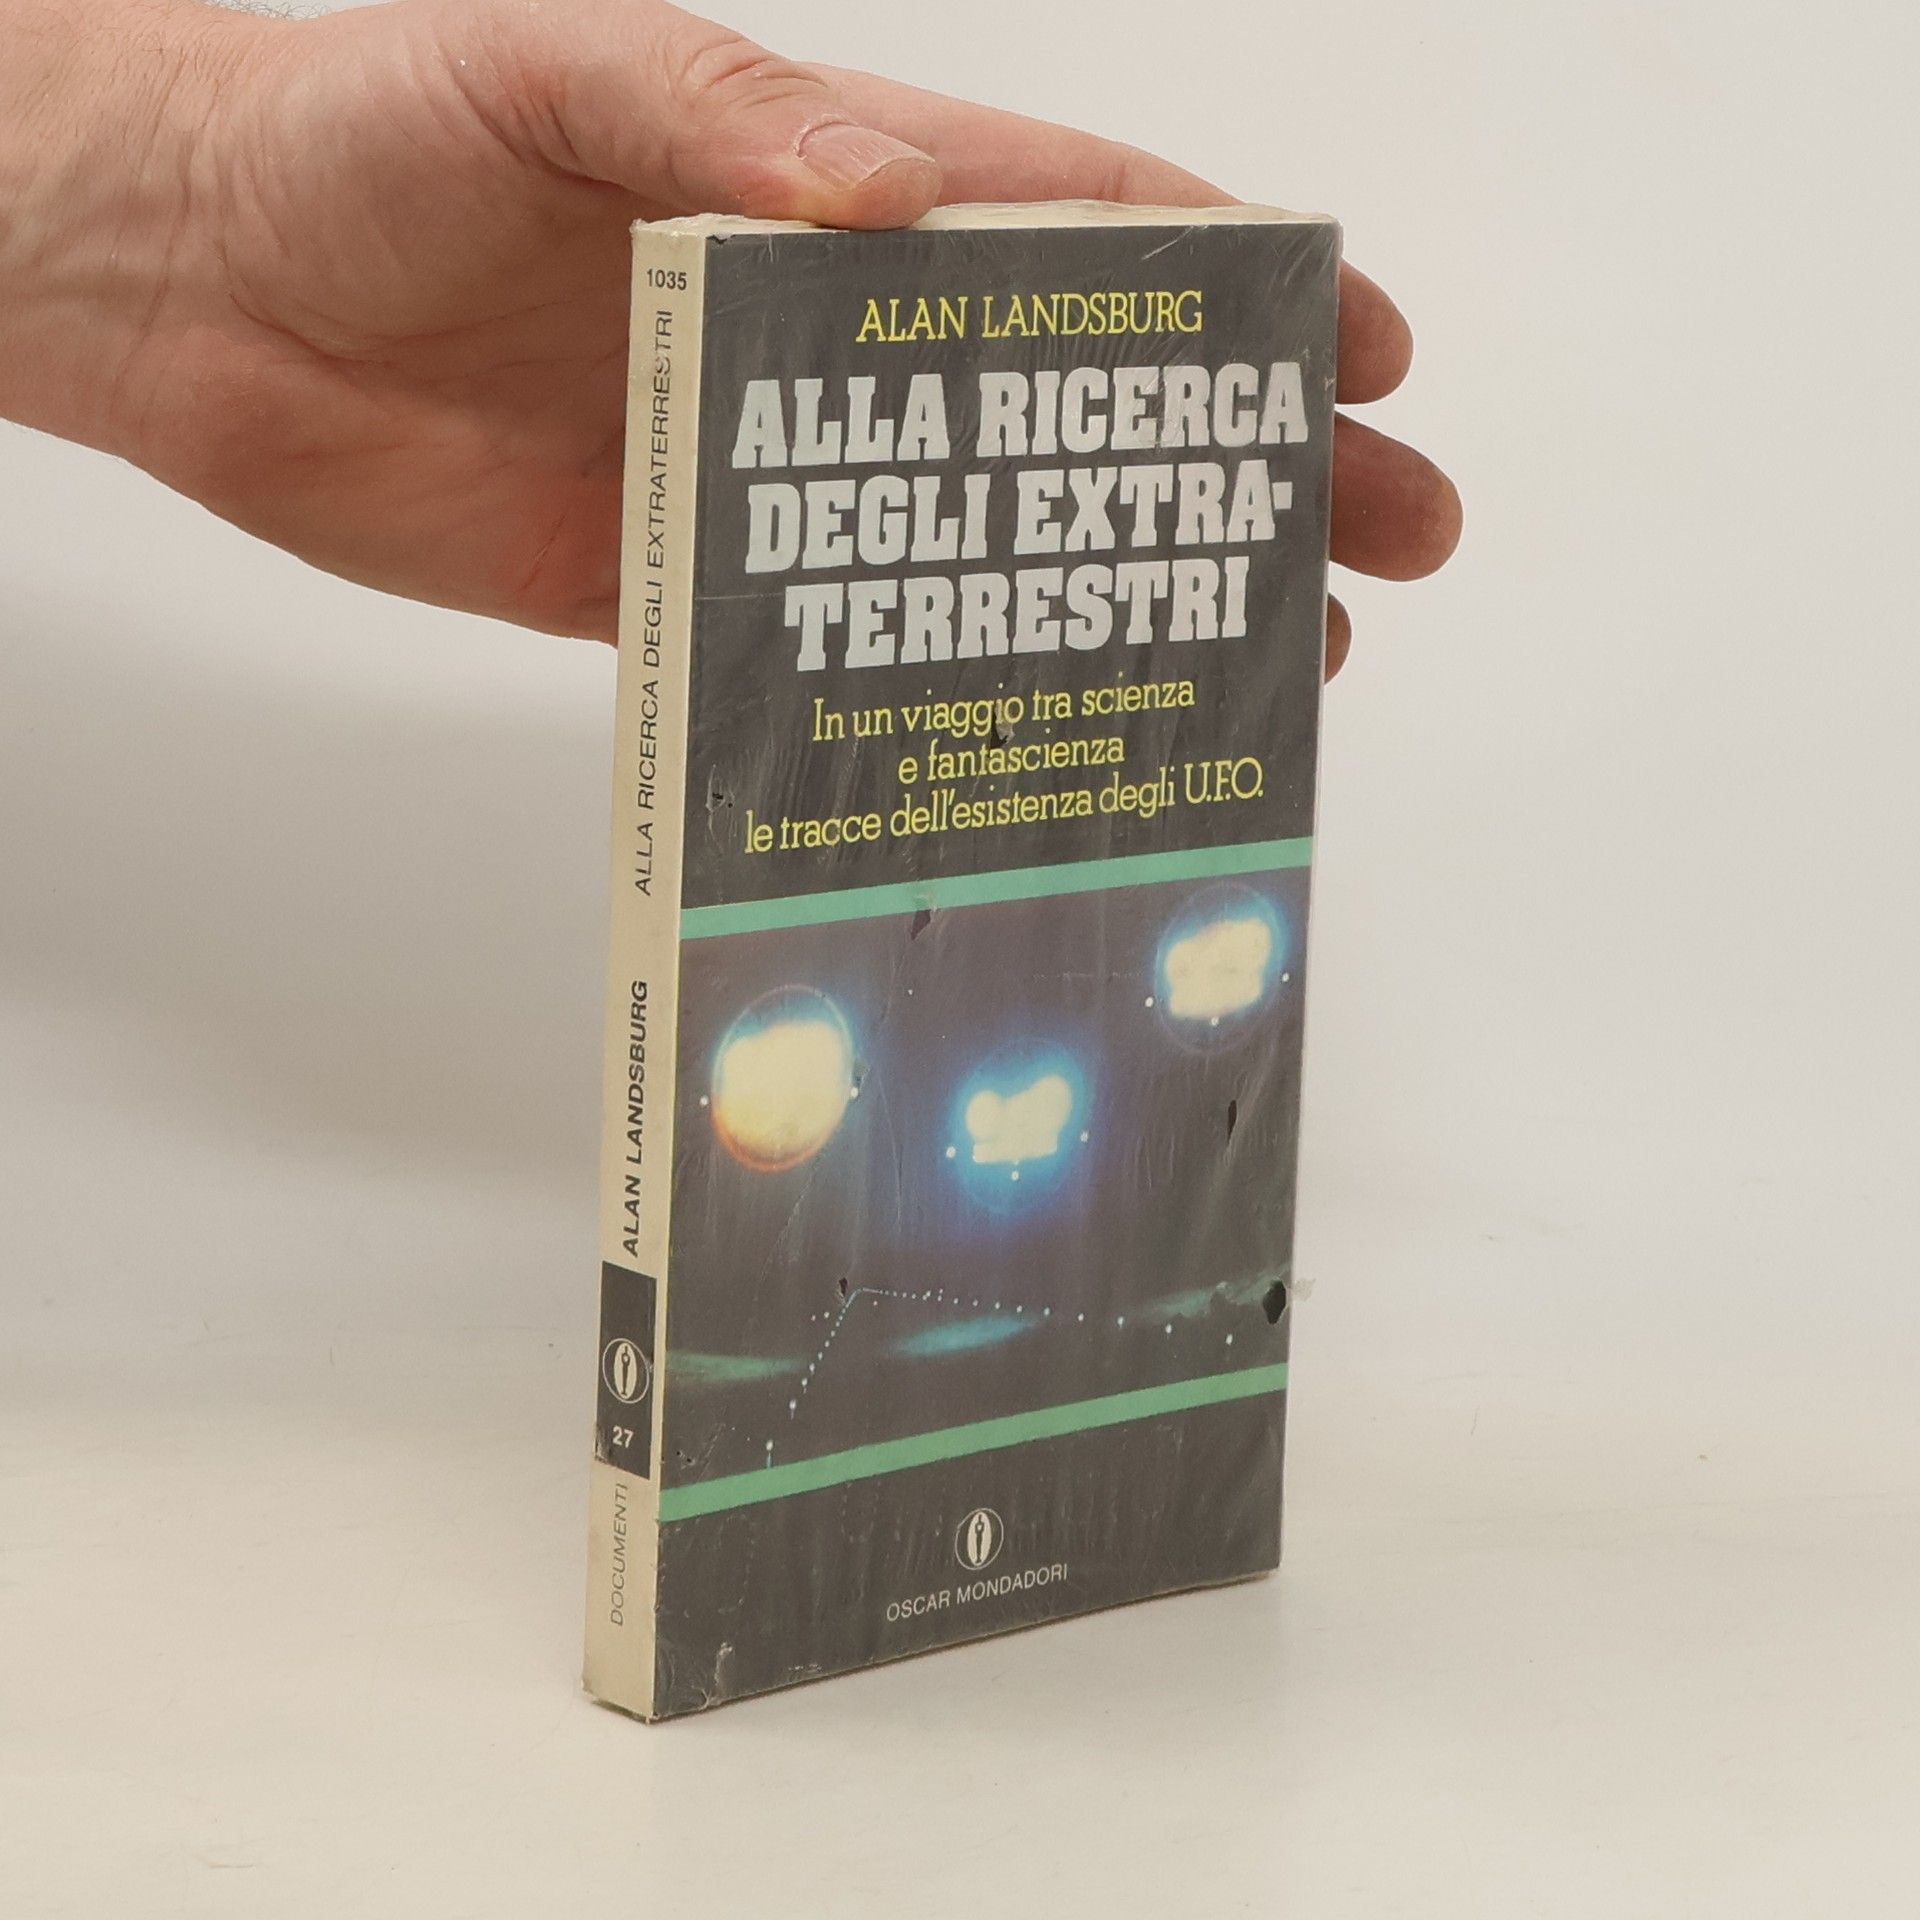 1035
ALLA RICERCA DEGLI EXTRATERRESTRI
ALAN LANDSBURG
27
DOCUMENTI
ALAN LANDSBURG
ALLA RICERCA
DEGLI EXTRA-
TERRESTRI
In un viaggio tra scienza
e fantascienza
le tracce dell'esistenza degli U.F.O.
OSCAR MONDADORI